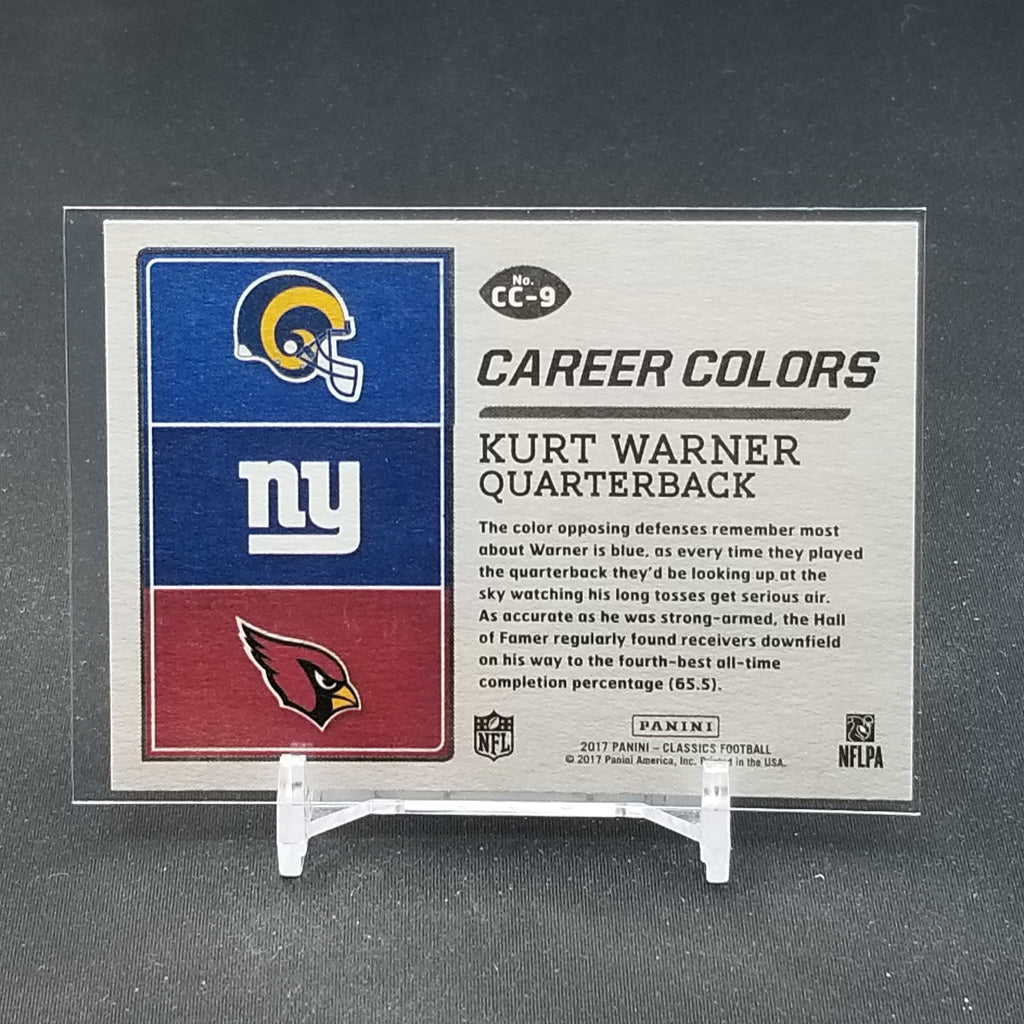 No.
CC-9
CAREER COLORS
KURT WARNER
QUARTERBACK
The color opposing defenses remember most
about Warner is blue, as every time they played
the quarterback they'd be looking up at the
sky watching his long tosses get serious air.
As accurate as he was strong-armed, the Hall
of Famer regularly found receivers downfield
on his way to the fourth-best all-time
completion percentage (65.5).
ny
NFL
PANINI
2017 PANINI – CLASSICS FOOTBALL
© 2017 Panini America, Inc. Printed in the USA.
NFLPA